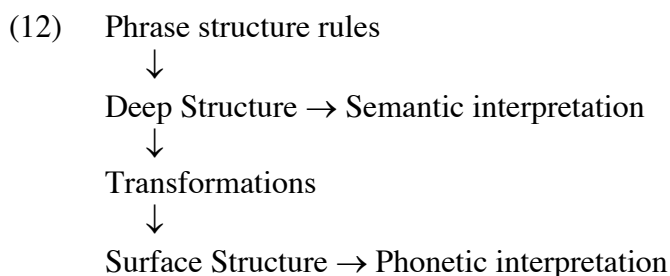 (12) Phrase structure rules
↓
Deep Structure → Semantic interpretation
↓
Transformations
↓
Surface Structure → Phonetic interpretation